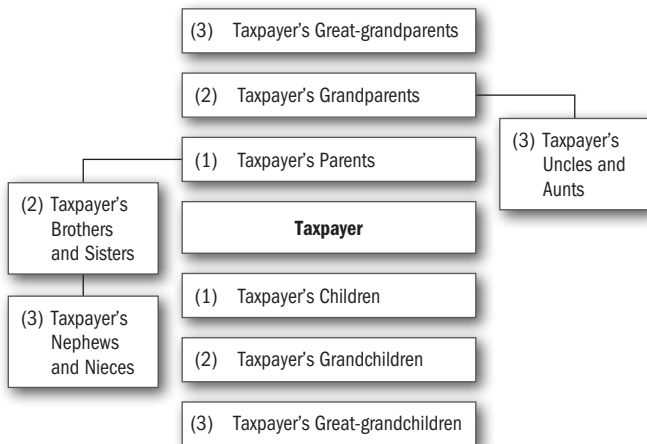 (3) Taxpayer's Great-grandparents
(2) Taxpayer's Grandparents
(3) Taxpayer's
Uncles and
Aunts
(1) Taxpayer's Parents
(2) Taxpayer's
Brothers
and Sisters
Taxpayer
(3) Taxpayer's
Nephews
and Nieces
(1) Taxpayer's Children
(2) Taxpayer's Grandchildren
(3) Taxpayer's Great-grandchildren